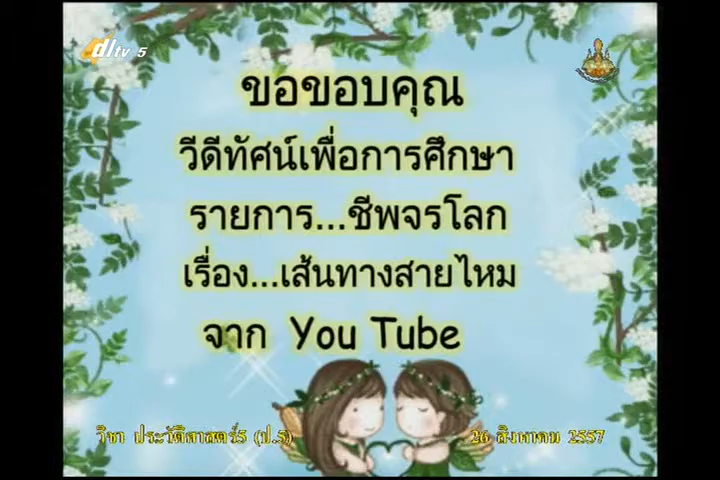 dltv 5
ขอขอบคุณ
วีดีทัศน์เพื่อการศึกษา
รายการ...ชีพจรโลก
เรื่อง...เส้นทางสายไหม
จาก You Tube
วิชา ประวัติศาสตร์5 (ป.5)
26 สิงหาคม 2557